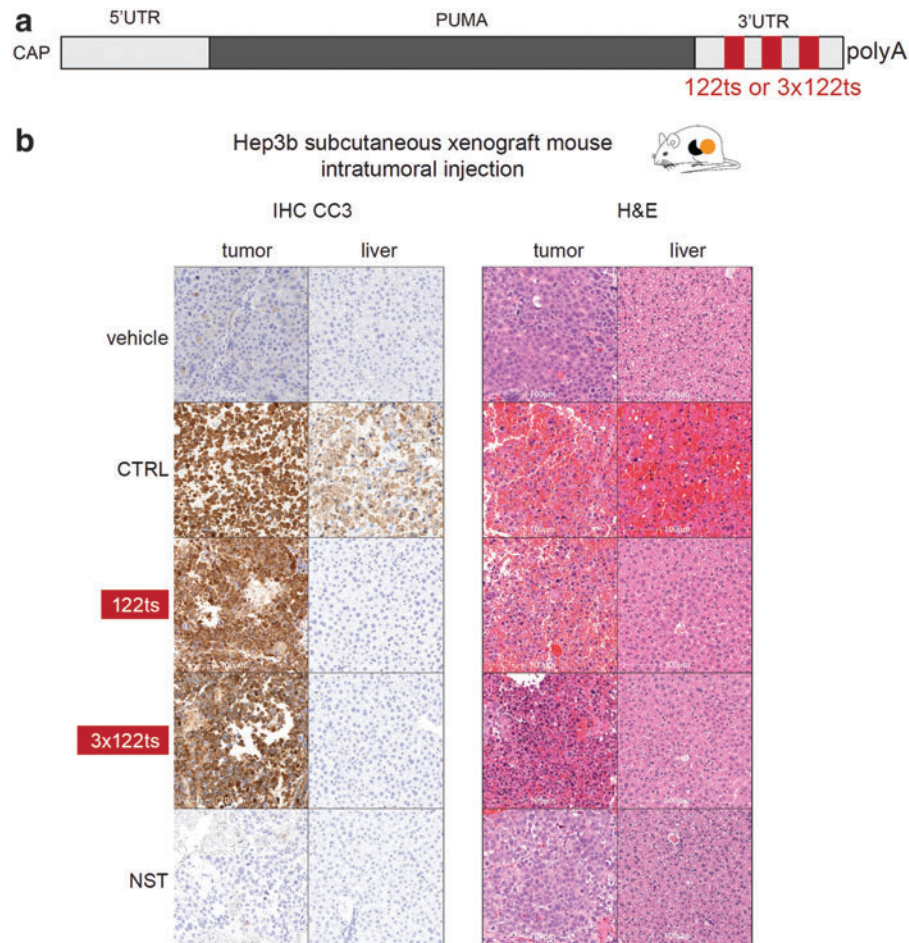 a
5'UTR PUMA 3'UTR
CAP polyA
122ts or 3x122ts
b
Hep3b subcutaneous xenograft mouse
intratumoral injection
IHC CC3 H&E
tumor liver tumor liver
vehicle
CTRL
122ts
3x122ts
NST